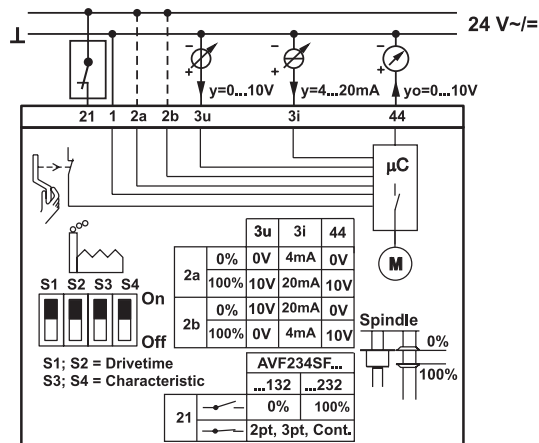 ⊥
24 V~/=
− + − + − +
y=0...10V y=4...20mA yo=0...10V
21 1 2a 2b 3u 3i 44
µC
M
3u 3i 44
2a 0% 0V 4mA 0V
100% 10V 20mA 10V
2b 0% 10V 20mA 0V
100% 0V 4mA 10V
S1 S2 S3 S4
On
Off
S1; S2 = Drivetime
S3; S4 = Characteristic
Spindle
0%
100%
AVF234SF...
...132 ...232
21 0% 100%
2pt, 3pt, Cont.